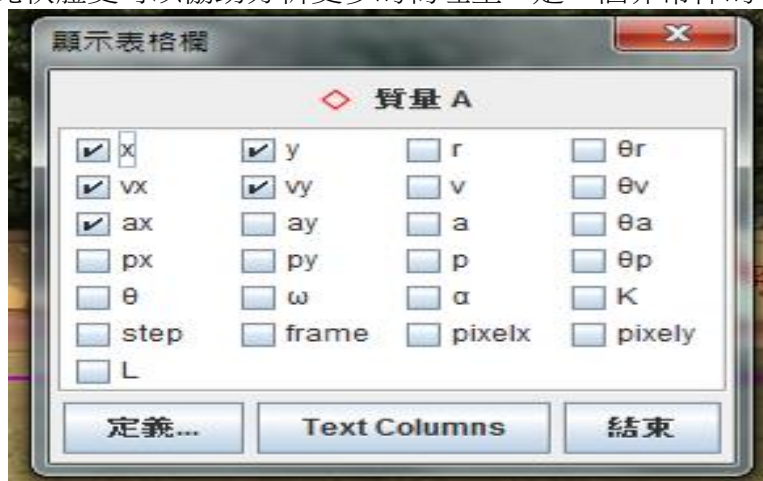 顯示表格欄
質量 A
x y r θr
vx vy v θv
ax ay a θa
px py p θp
θ ω α K
step frame pixelx pixely
L
定義... Text Columns 結束